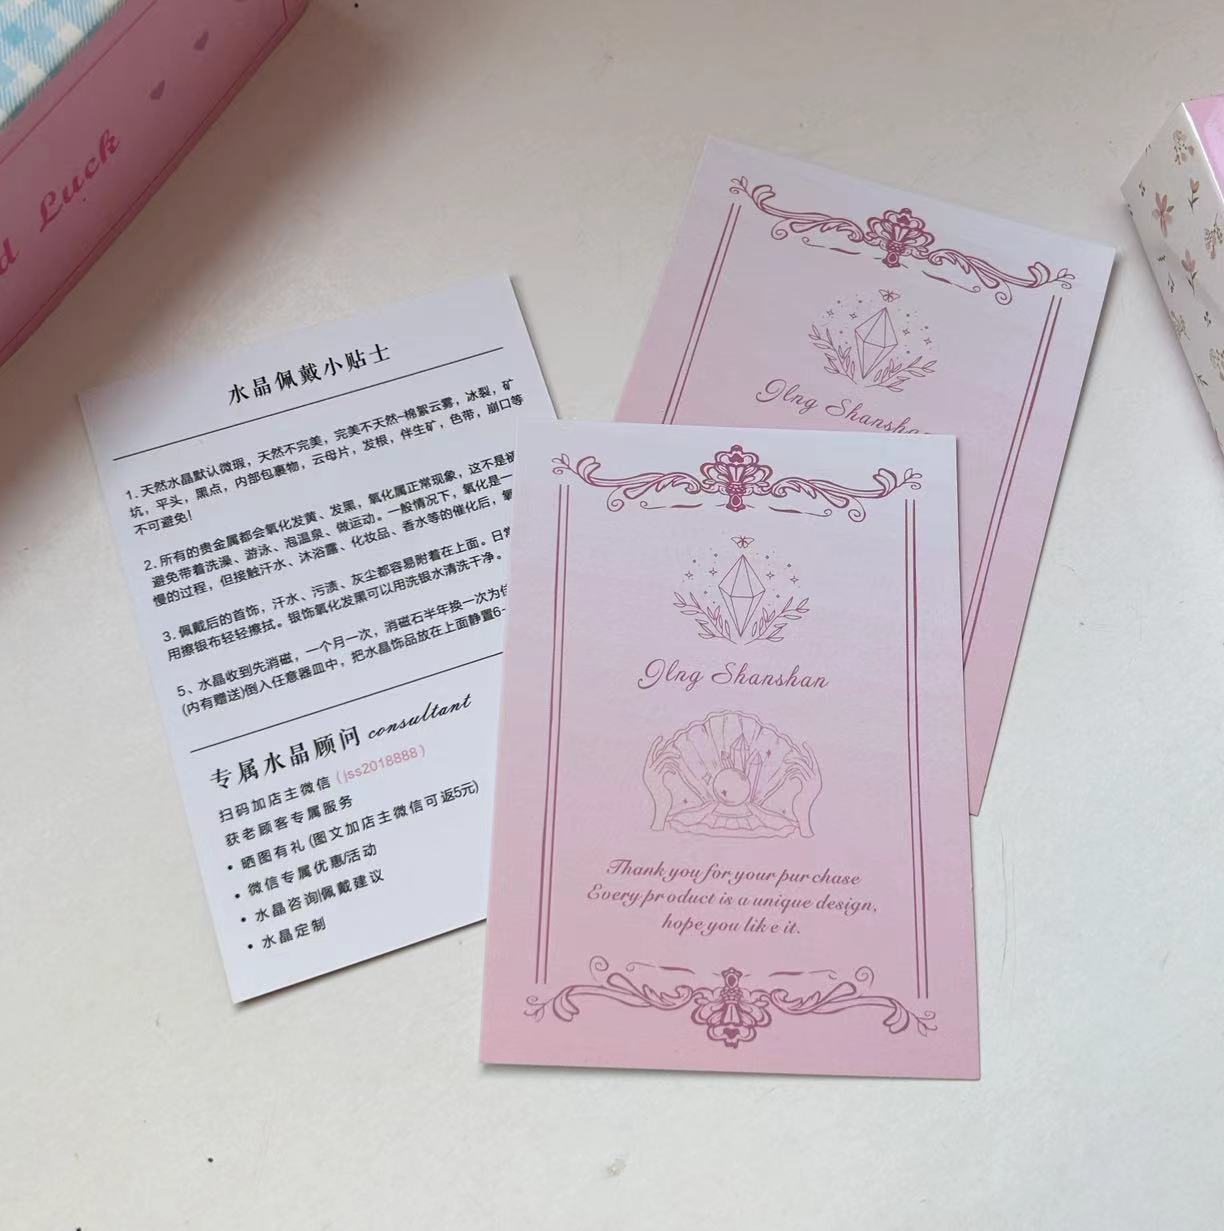 d Luck
水晶佩戴小贴士
1. 天然水晶默认微瑕，天然不完美，完美不天然-棉絮云雾，冰裂，矿
坑，平头，黑点，内部包裹物，云母片，发根，伴生矿，色带，崩口等
不可避免！
2. 所有的贵金属都会氧化发黄、发黑，氧化属正常现象，这不是
避免带着洗澡、游泳、泡温泉、做运动。一般情况下，氧化是一
慢的过程，但接触汗水、沐浴露、化妆品、香水等的催化后，
3. 佩戴后的首饰，汗水、污渍、灰尘都容易附着在上面。日常
用擦银布轻轻擦拭。银饰氧化发黑可以用洗银水清洗干净。
5、水晶收到先消磁，一个月一次，消磁石半年换一次为
(内有赠送)倒入任意器皿中，把水晶饰品放在上面静置6-
专属水晶顾问 consultant
扫码加店主微信（jss2018888）
获老顾客专属服务
• 晒图有礼 (图文加店主微信可返5元)
• 微信专属优惠/活动
• 水晶咨询/佩戴建议
• 水晶定制
Jlng Shansha
Jlng Shanshan
Thank you for your pur chase
Every pr oduct is a unique design,
hope you lik e it.